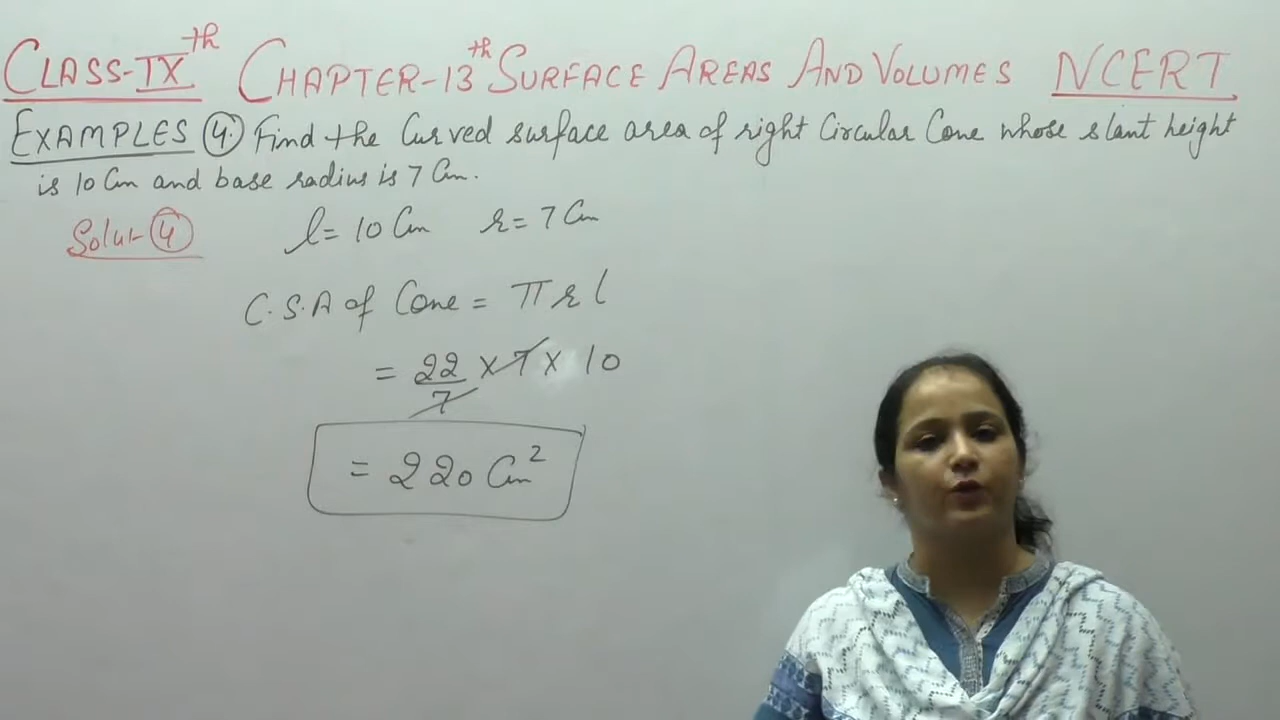 CLASS-IXth CHAPTER-13th SURFACE AREAS AND VOLUMES NCERT
EXAMPLES 4. Find the Curved surface area of right Circular Cone whose slant height
is 10 Cm and base radius is 7 Cm.
Solut-4 l= 10 Cm r= 7 Cm
C.S.A of Cone = π r l
= 22/7 × 7 × 10
= 220 Cm²